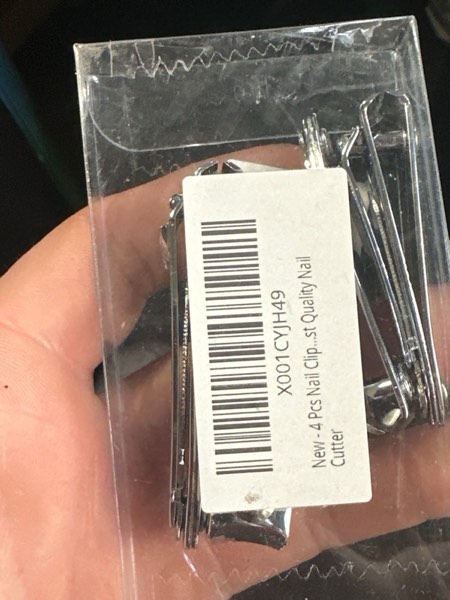 X001CYJH49
New - 4 Pcs Nail Clip...st Quality Nail
Cutter